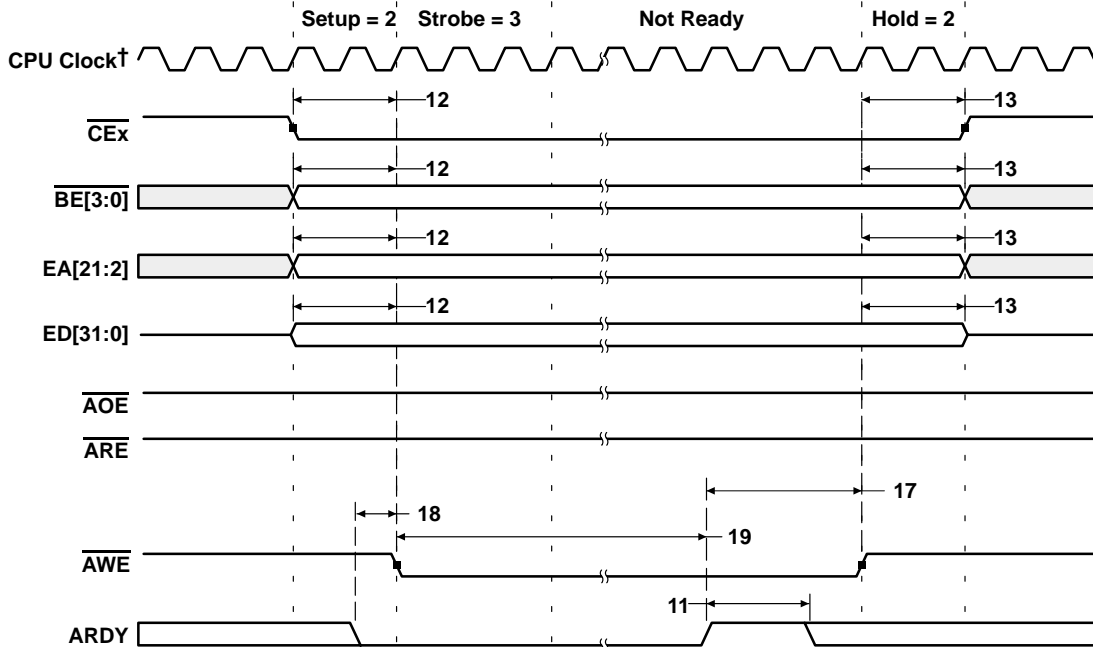 Setup = 2 Strobe = 3 Not Ready Hold = 2
CPU Clock†
12 13
CEx
12 13
BE[3:0]
12 13
EA[21:2]
12 13
ED[31:0]
AOE
ARE
17
18
19
AWE
11
ARDY